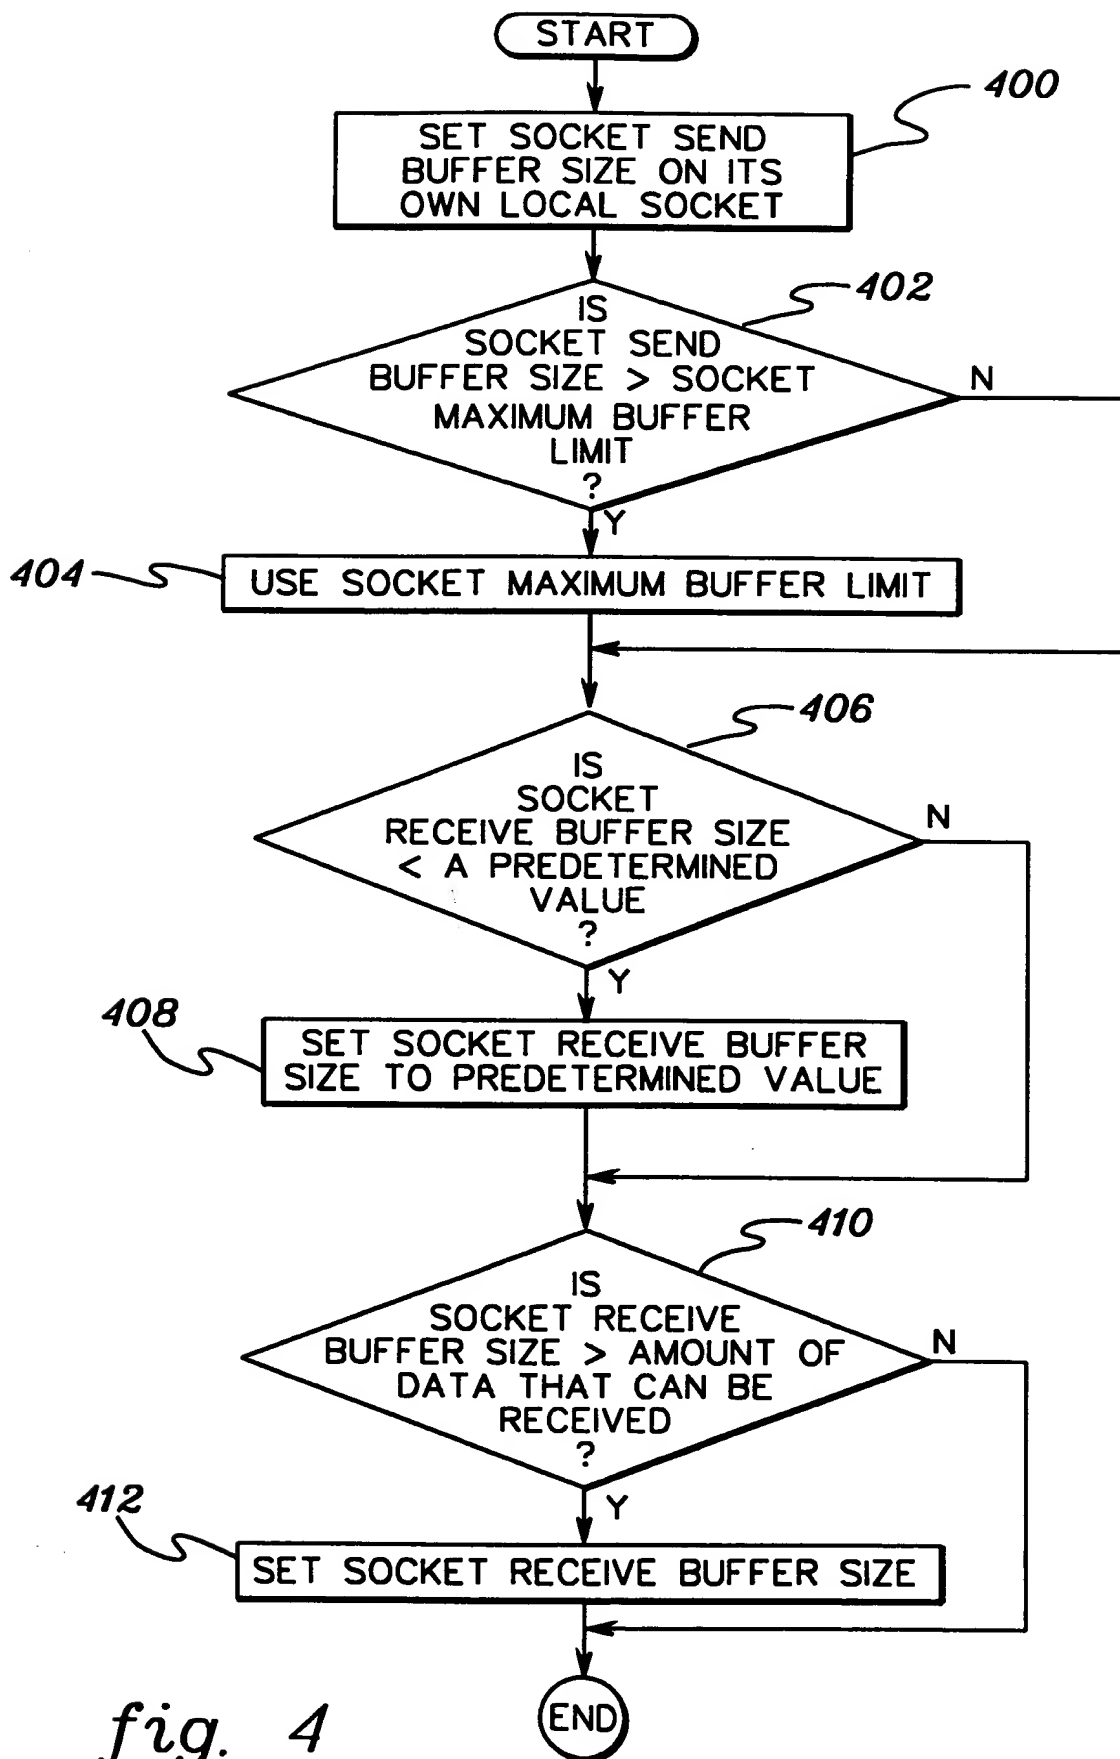 START
400
SET SOCKET SEND
BUFFER SIZE ON ITS
OWN LOCAL SOCKET
402
IS
SOCKET SEND
BUFFER SIZE > SOCKET
MAXIMUM BUFFER
LIMIT
?
N
Y
404
USE SOCKET MAXIMUM BUFFER LIMIT
406
IS
SOCKET
RECEIVE BUFFER SIZE
< A PREDETERMINED
VALUE
?
N
Y
408
SET SOCKET RECEIVE BUFFER
SIZE TO PREDETERMINED VALUE
410
IS
SOCKET RECEIVE
BUFFER SIZE > AMOUNT OF
DATA THAT CAN BE
RECEIVED
?
N
Y
412
SET SOCKET RECEIVE BUFFER SIZE
END
fig. 4